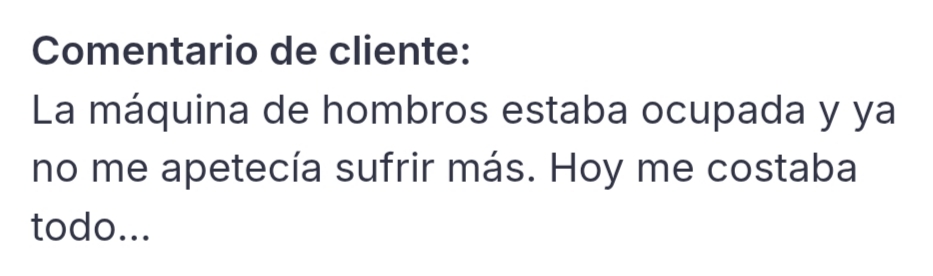 Comentario de cliente:
La máquina de hombros estaba ocupada y ya
no me apetecía sufrir más. Hoy me costaba
todo...